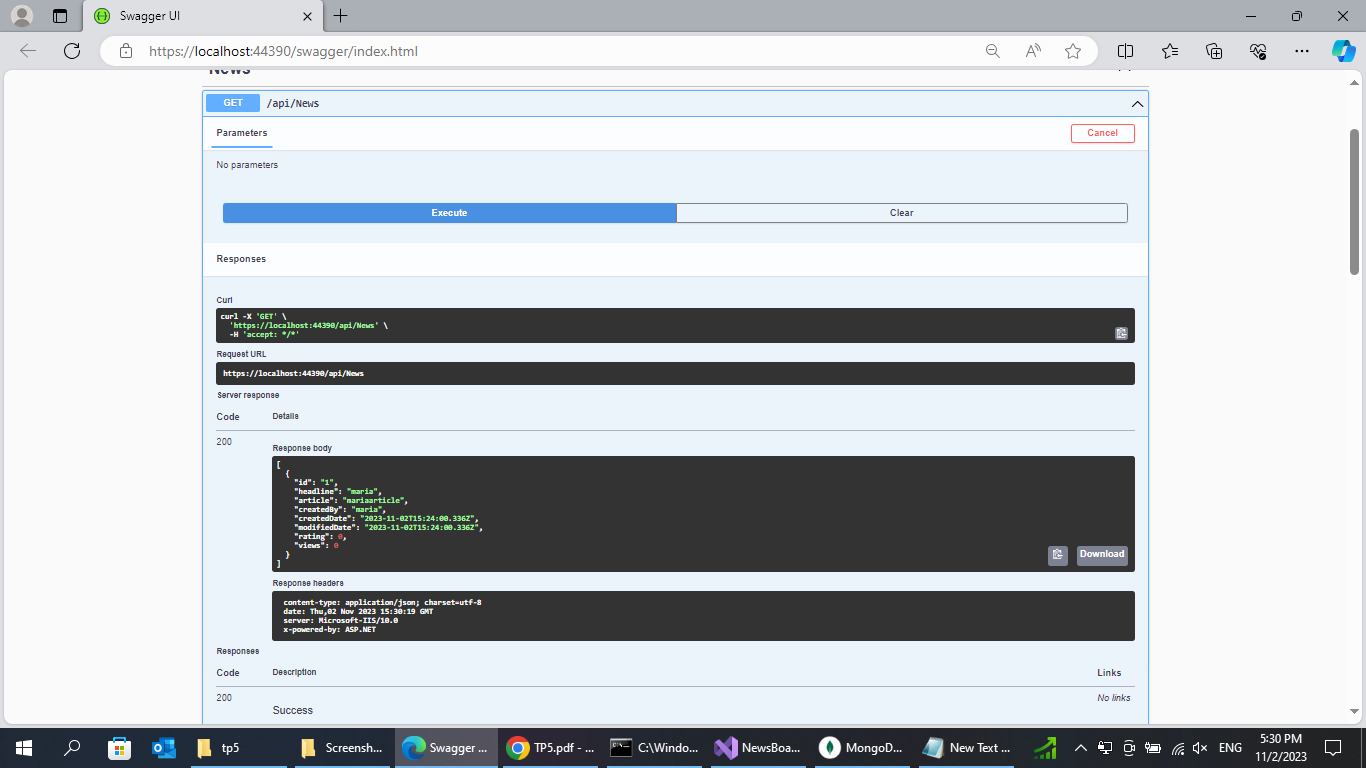 Swagger UI
https://localhost:44390/swagger/index.html
News
GET /api/News
Parameters
Cancel
No parameters
Execute
Clear
Responses
Curl
curl -X 'GET' \
'https://localhost:44390/api/News' \
-H 'accept: */*'
Request URL
https://localhost:44390/api/News
Server response
Code Details
200
Response body
[
{
"id": "1",
"headline": "maria",
"article": "mariaarticle",
"createdBy": "maria",
"createdDate": "2023-11-02T15:24:00.336Z",
"modifiedDate": "2023-11-02T15:24:00.336Z",
"rating": 0,
"views": 0
}
]
Download
Response headers
content-type: application/json; charset=utf-8
date: Thu,02 Nov 2023 15:30:19 GMT
server: Microsoft-IIS/10.0
x-powered-by: ASP.NET
Responses
Code Description Links
200
No links
Success
tp5
Screensh...
Swagger ...
TP5.pdf - ...
C:\Windo...
NewsBoa...
MongoD...
New Text ...
ENG
5:30 PM
11/2/2023